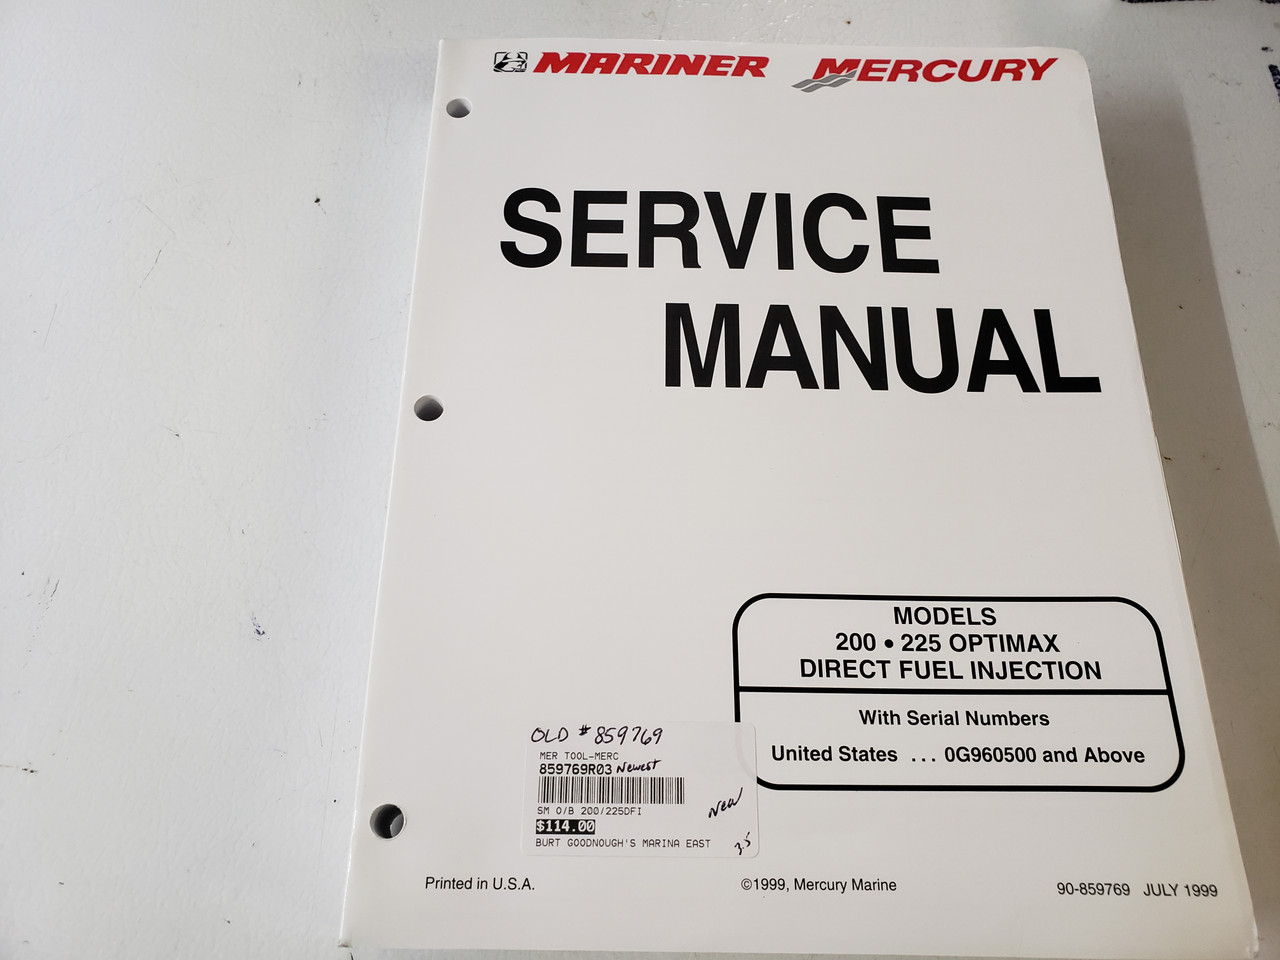 MARINER MERCURY
SERVICE
MANUAL
MODELS
200 • 225 OPTIMAX
DIRECT FUEL INJECTION
With Serial Numbers
United States ... 0G960500 and Above
OLD # 859769
MER TOOL-MERC
859769R03 Newest
New
SM O/B 200/225DFI
$114.00
BURT GOODNOUGH'S MARINA EAST
3.5
Printed in U.S.A.
©1999, Mercury Marine
90-859769 JULY 1999